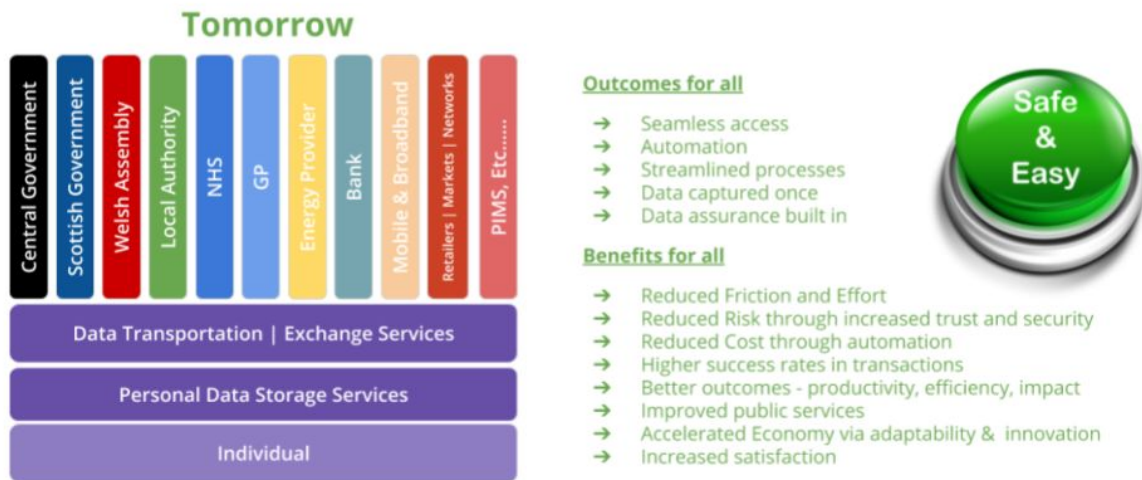 Tomorrow
Central Government
Scottish Government
Welsh Assembly
Local Authority
NHS
GP
Energy Provider
Bank
Mobile & Broadband
Retailers | Markets | Networks
PIMS, Etc......
Data Transportation | Exchange Services
Personal Data Storage Services
Individual
Outcomes for all
➔ Seamless access
➔ Automation
➔ Streamlined processes
➔ Data captured once
➔ Data assurance built in
Benefits for all
➔ Reduced Friction and Effort
➔ Reduced Risk through increased trust and security
➔ Reduced Cost through automation
➔ Higher success rates in transactions
➔ Better outcomes - productivity, efficiency, impact
➔ Improved public services
➔ Accelerated Economy via adaptability & innovation
➔ Increased satisfaction
Safe
&
Easy